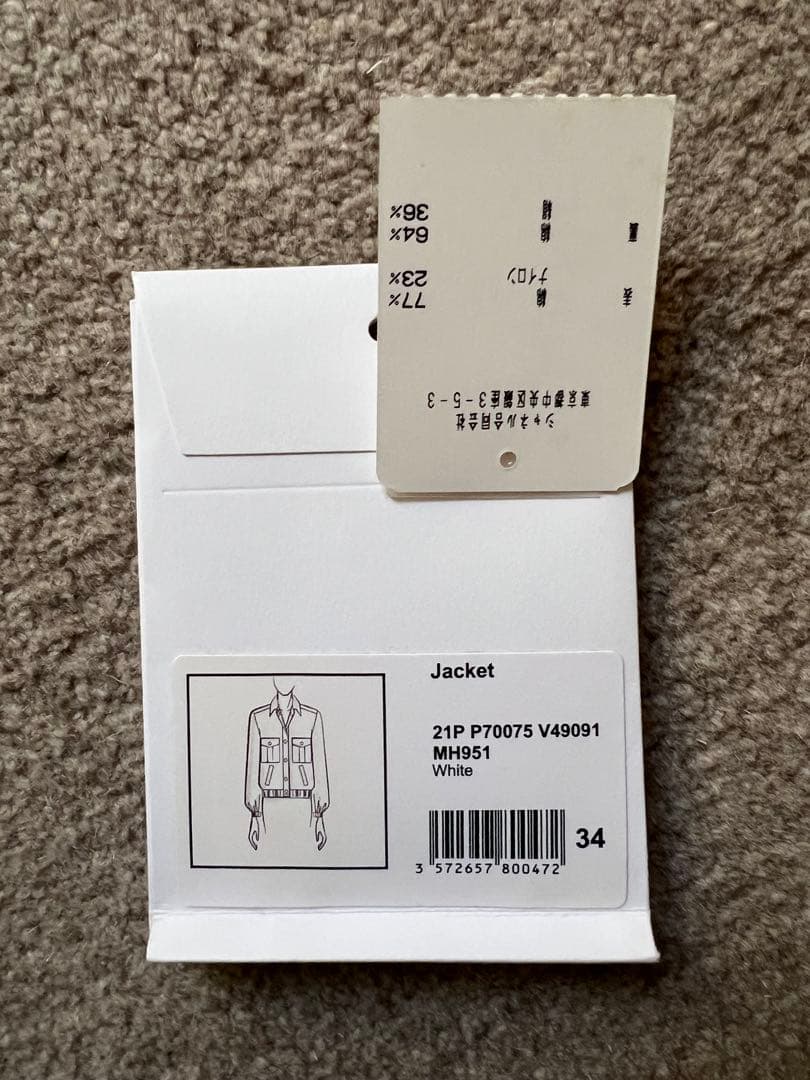 シャネル合同会社
東京都中央区銀座3-5-3
表 綿 77%
ナイロン 23%
裏 綿 64%
絹 36%
Jacket
21P P70075 V49091
MH951
White
34
3 572657 800472